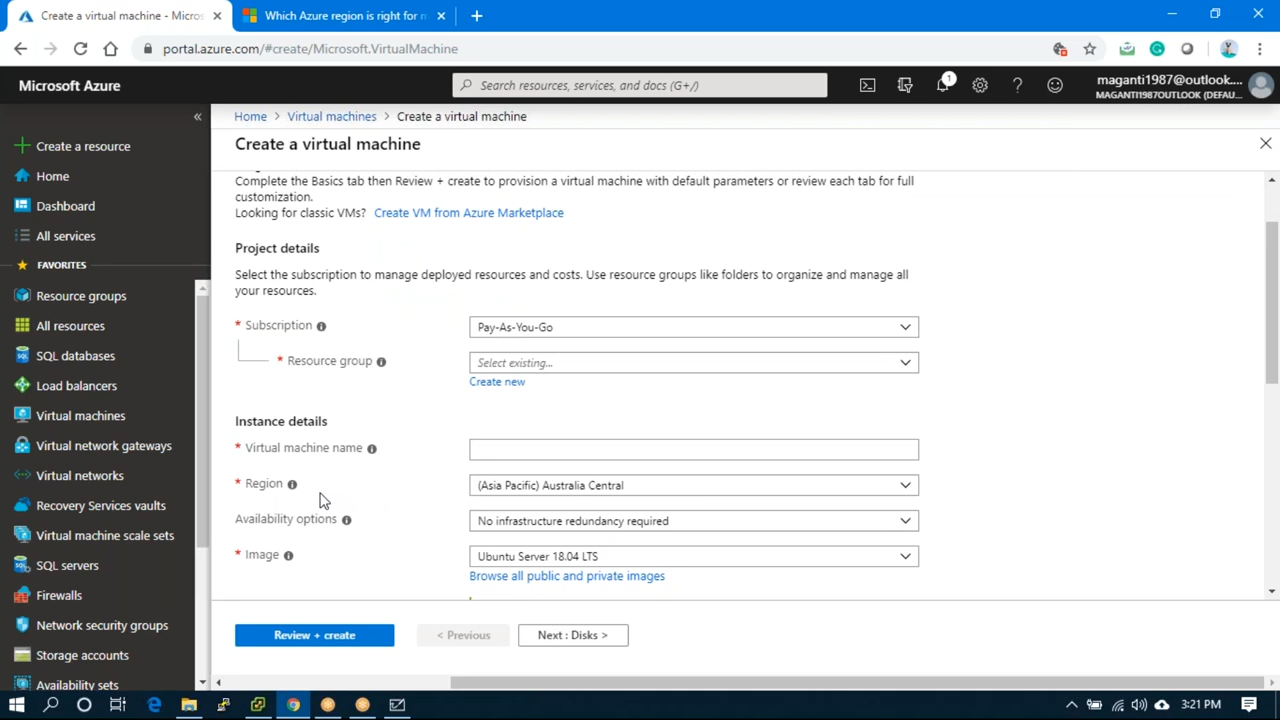 Create a virtual machine - Micros
Which Azure region is right for m
portal.azure.com/#create/Microsoft.VirtualMachine
Microsoft Azure
Search resources, services, and docs (G+/)
1
maganti1987@outlook....
MAGANTI1987OUTLOOK (DEFAU...
Create a resource
Home
Dashboard
All services
FAVORITES
Resource groups
All resources
SQL databases
Load balancers
Virtual machines
Virtual network gateways
Virtual networks
Recovery Services vaults
Virtual machine scale sets
SQL servers
Firewalls
Network security groups
Storage accounts
Availability sets
Home > Virtual machines > Create a virtual machine
Create a virtual machine
Complete the Basics tab then Review + create to provision a virtual machine with default parameters or review each tab for full
customization.
Looking for classic VMs? Create VM from Azure Marketplace
Project details
Select the subscription to manage deployed resources and costs. Use resource groups like folders to organize and manage all
your resources.
* Subscription Pay-As-You-Go
* Resource group Select existing...
Create new
Instance details
* Virtual machine name
* Region (Asia Pacific) Australia Central
Availability options No infrastructure redundancy required
* Image Ubuntu Server 18.04 LTS
Browse all public and private images
Review + create
< Previous
Next : Disks >
3:21 PM